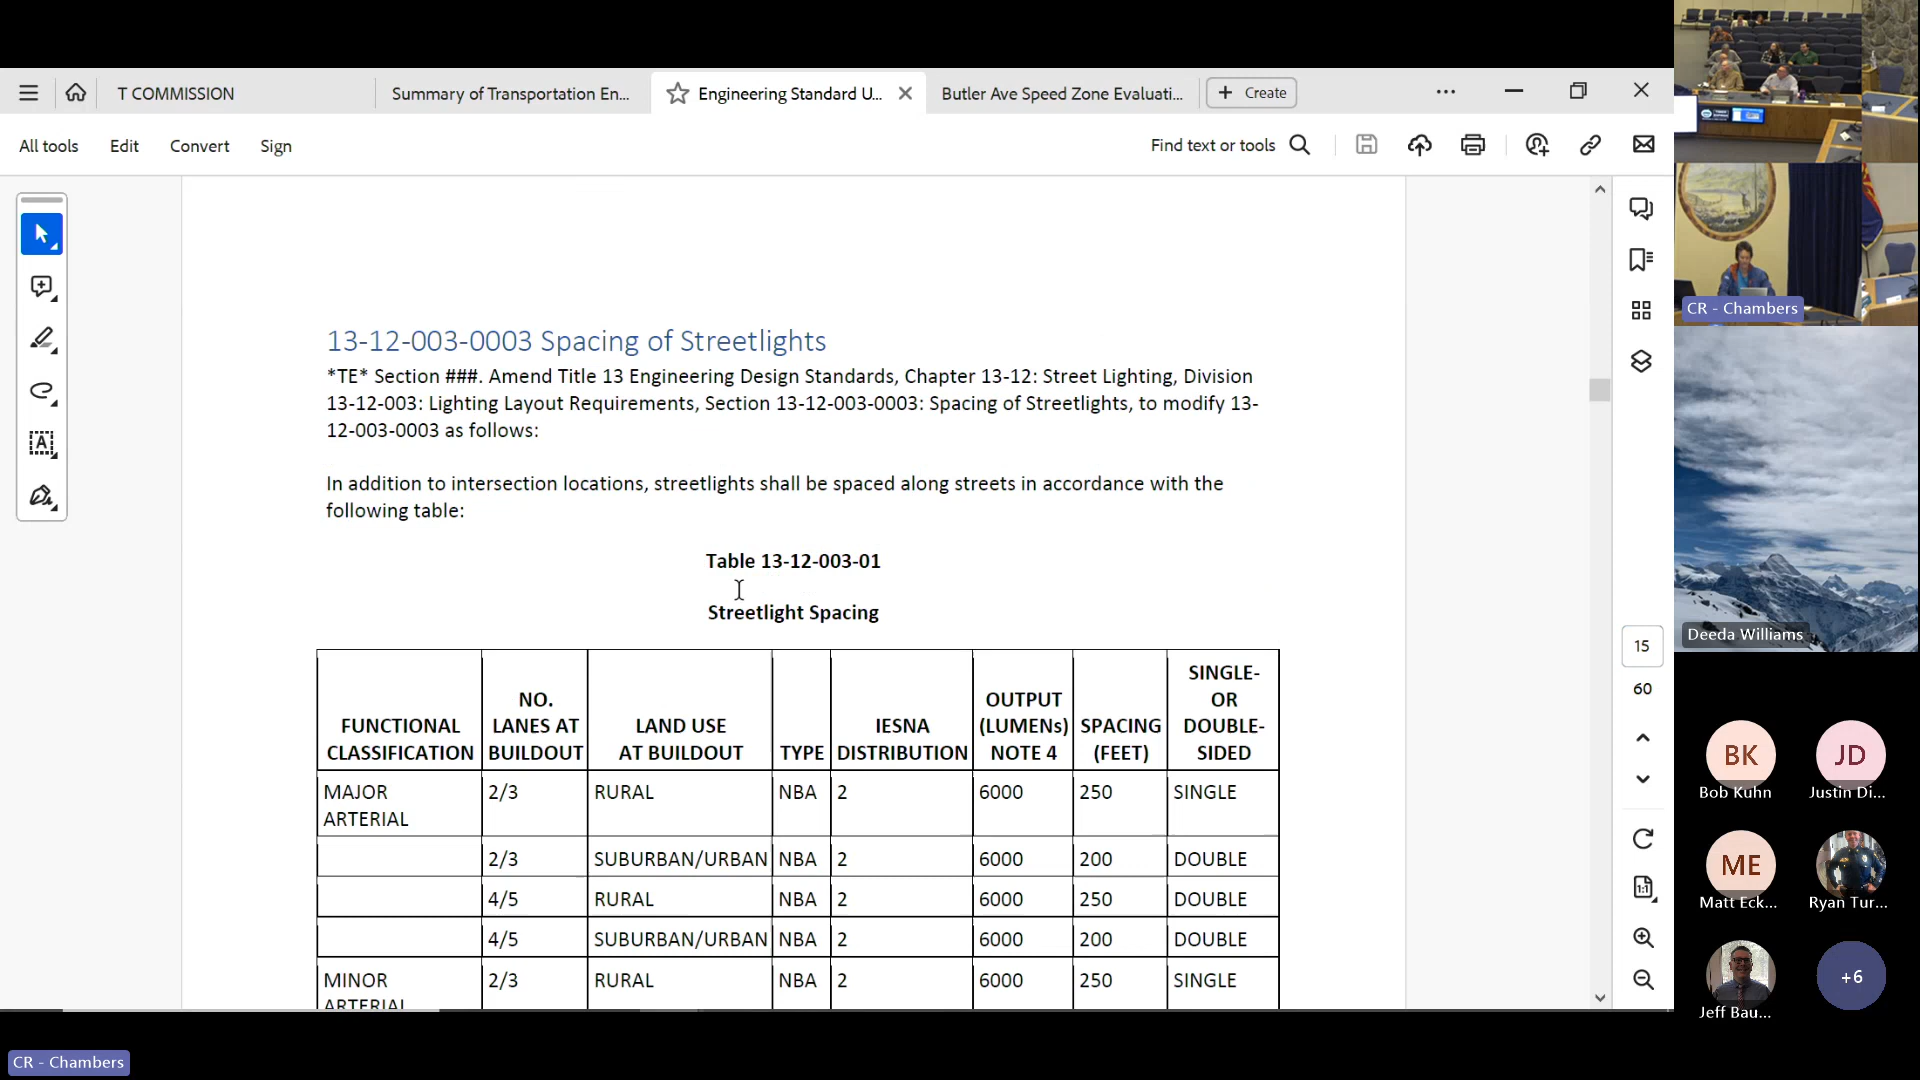 T COMMISSION
Summary of Transportation En...
Engineering Standard U...
Butler Ave Speed Zone Evaluati...
Create
All tools
Edit
Convert
Sign
Find text or tools
13-12-003-0003 Spacing of Streetlights
*TE* Section ###. Amend Title 13 Engineering Design Standards, Chapter 13-12: Street Lighting, Division
13-12-003: Lighting Layout Requirements, Section 13-12-003-0003: Spacing of Streetlights, to modify 13-
12-003-0003 as follows:
In addition to intersection locations, streetlights shall be spaced along streets in accordance with the
following table:
Table 13-12-003-01
Streetlight Spacing
FUNCTIONAL CLASSIFICATION NO. LANES AT BUILDOUT LAND USE AT BUILDOUT TYPE IESNA DISTRIBUTION OUTPUT (LUMENs) NOTE 4 SPACING (FEET) SINGLE- OR DOUBLE- SIDED
MAJOR ARTERIAL 2/3 RURAL NBA 2 6000 250 SINGLE
2/3 SUBURBAN/URBAN NBA 2 6000 200 DOUBLE
4/5 RURAL NBA 2 6000 250 DOUBLE
4/5 SUBURBAN/URBAN NBA 2 6000 200 DOUBLE
MINOR ARTERIAL 2/3 RURAL NBA 2 6000 250 SINGLE
15
60
CR - Chambers
Deeda Williams
BK
Bob Kuhn
JD
Justin Di...
ME
Matt Eck...
Ryan Tur...
Jeff Bau...
+6
CR - Chambers